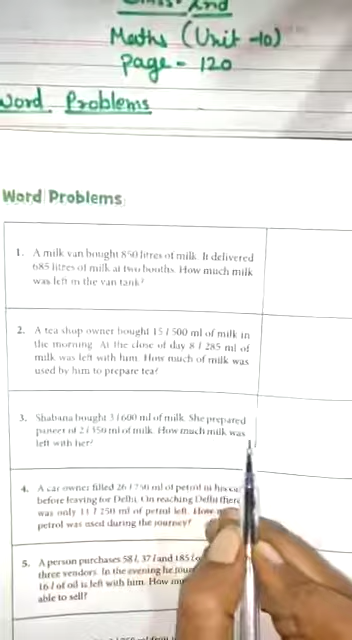 Class - 2nd
Maths (Unit -10)
Page - 120
Word Problems
Word Problems
1. A milk van bought 850 litres of milk. It delivered
685 litres of milk at two booths. How much milk
was left in the van tank?
2. A tea shop owner bought 15 l 500 ml of milk in
the morning. At the close of day 8 l 285 ml of
milk was left with him. How much of milk was
used by him to prepare tea?
3. Shabana bought 3 l 600 ml of milk. She prepared
paneer of 2 l 350 ml of milk. How much milk was
left with her?
4. A car owner filled 26 l 750 ml of petrol in his car
before leaving for Delhi. On reaching Delhi there
was only 11 l 250 ml of petrol left. How
petrol was used during the journey?
5. A person purchases 58 l, 37 l and 185 l
three vendors. In the evening he
16 l of oil is left with him. How
able to sell?